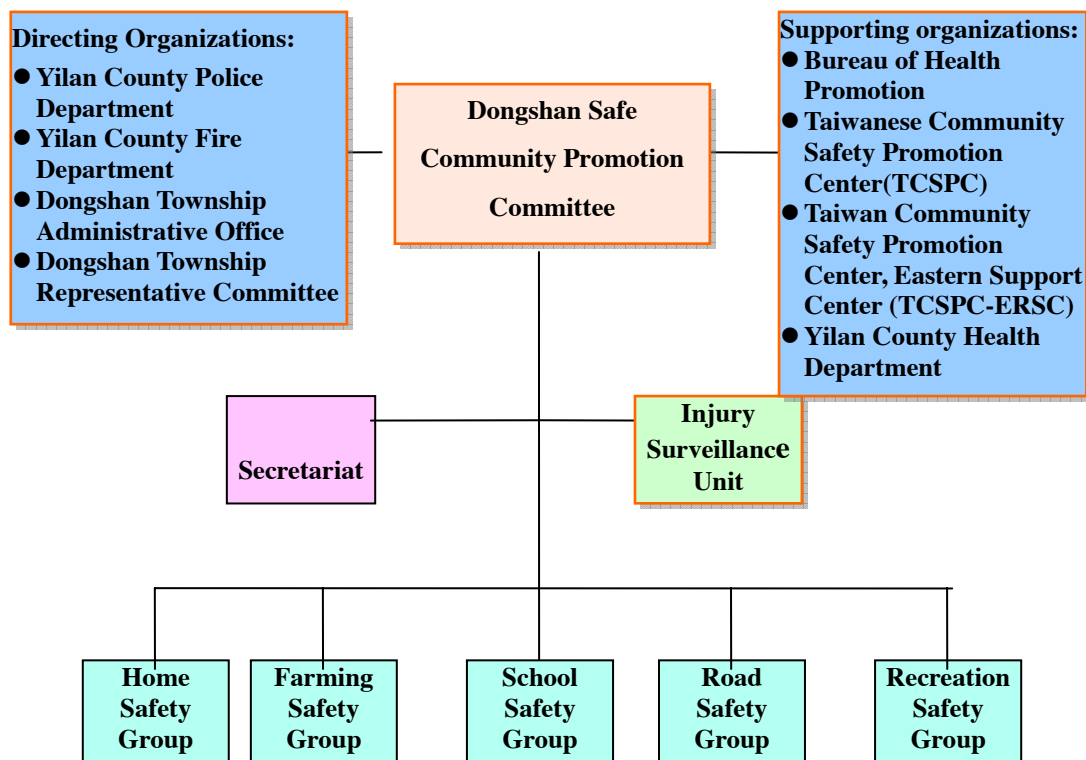 Directing Organizations:
● Yilan County Police
Department
● Yilan County Fire
Department
● Dongshan Township
Administrative Office
● Dongshan Township
Representative Committee
Dongshan Safe
Community Promotion
Committee
Supporting organizations:
● Bureau of Health
Promotion
● Taiwanese Community
Safety Promotion
Center(TCSPC)
● Taiwan Community
Safety Promotion
Center, Eastern Support
Center (TCSPC-ERSC)
● Yilan County Health
Department
Secretariat
Injury
Surveillance
Unit
Home
Safety
Group
Farming
Safety
Group
School
Safety
Group
Road
Safety
Group
Recreation
Safety
Group